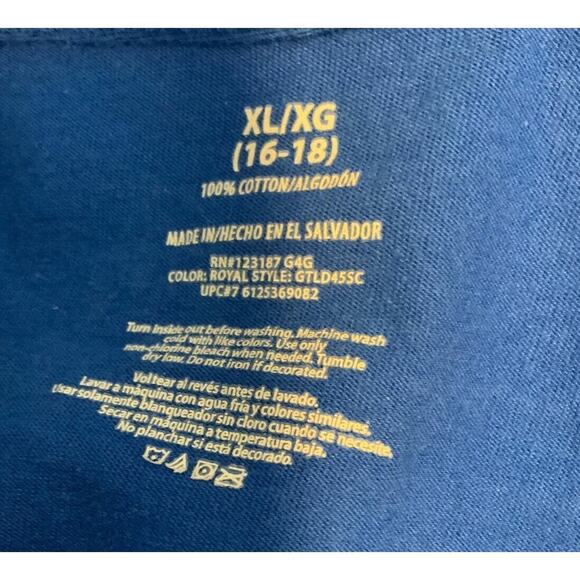 XL/XG
(16-18)
100% COTTON/ALGODÓN
MADE IN/HECHO EN EL SALVADOR
RN#123187 G4G
COLOR: ROYAL STYLE: GTLD45SC
UPC#7 6125369082
Turn inside out before washing. Machine wash
cold with like colors. Use only
non-chlorine bleach when needed. Tumble
dry low. Do not iron if decorated.
Voltear al revés antes de lavado.
Lavar a máquina con agua fría y colores similares.
Usar solamente blanqueador sin cloro cuando se necesite.
Secar en máquina a temperatura baja.
No planchar si está decorado.